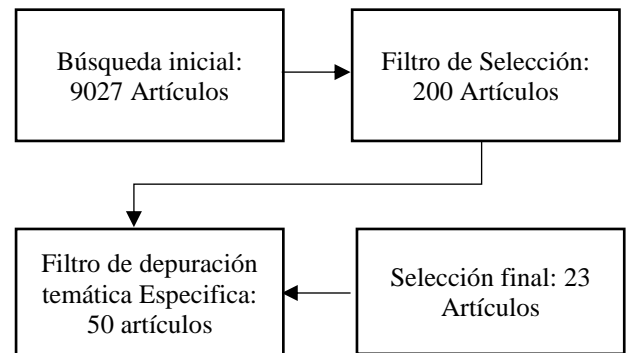 Búsqueda inicial:
9027 Artículos
Filtro de Selección:
200 Artículos
Filtro de depuración
temática Especifica:
50 artículos
Selección final: 23
Artículos